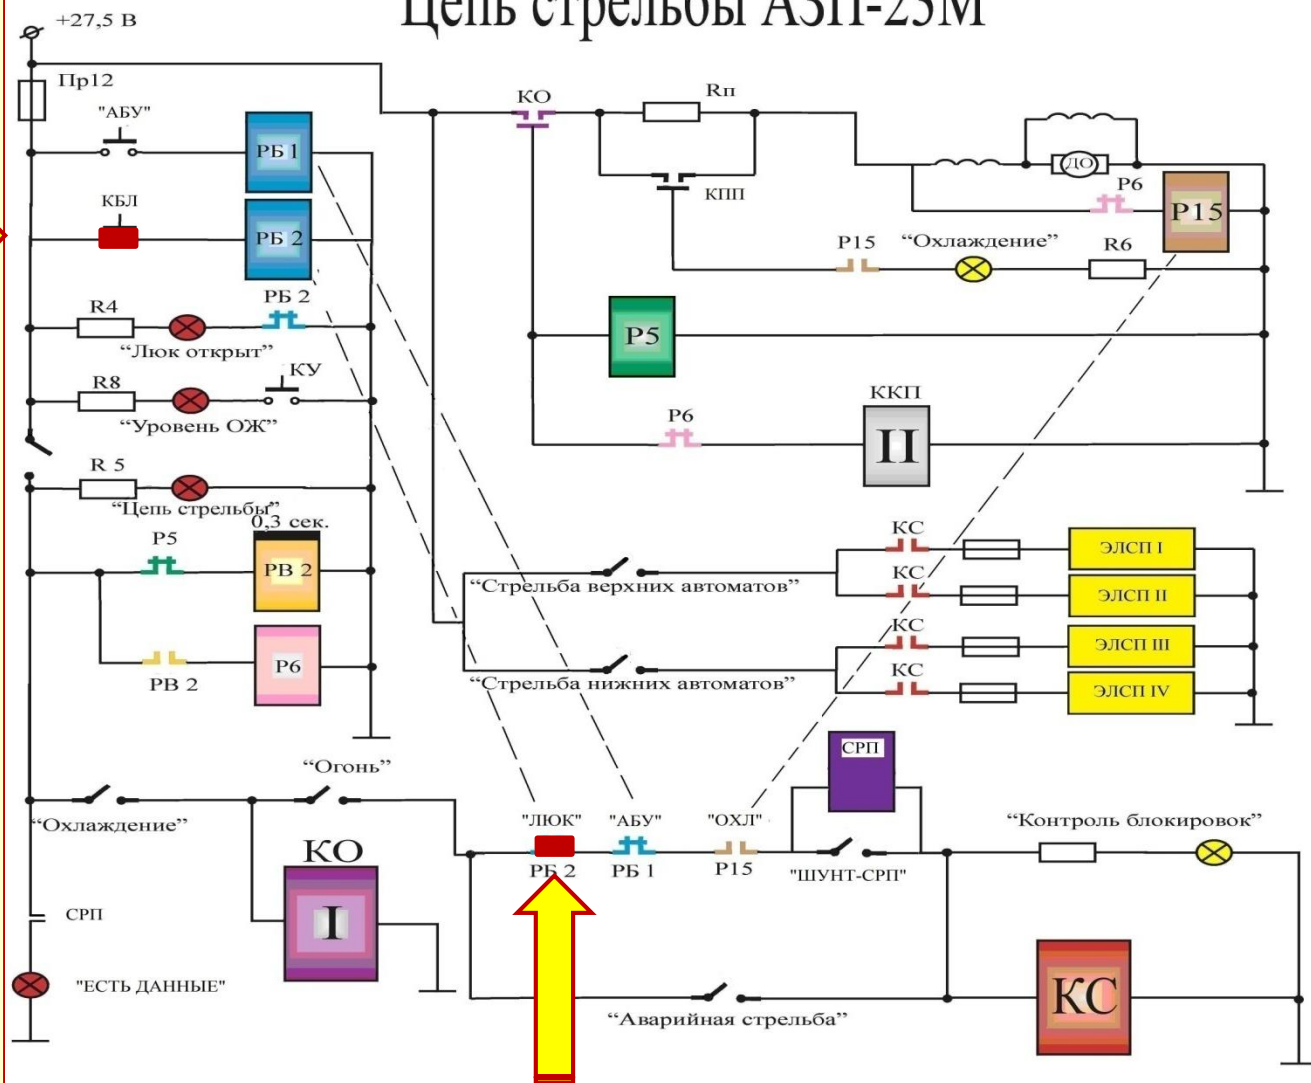 Цепь стрельбы АЗП-23М
+27,5 В
Пр12
"АБУ"
РБ 1
КБЛ
РБ 2
РБ 2
R4
“Люк открыт”
КУ
R8
“Уровень ОЖ”
R 5
“Цепь стрельбы”
0,3 сек.
Р5
РВ 2
РВ 2
Р6
КО
Rп
КПП
ДО
Р6
Р15
Р15
“Охлаждение”
R6
Р5
ККП
Р6
II
КС
ЭЛСП I
“Стрельба верхних автоматов”
КС
ЭЛСП II
КС
ЭЛСП III
“Стрельба нижних автоматов”
КС
ЭЛСП IV
“Огонь”
“Охлаждение”
КО
I
СРП
"ЕСТЬ ДАННЫЕ"
СРП
"ЛЮК"
"АБУ"
"ОХЛ"
РБ 2
РБ 1
Р15
"ШУНТ-СРП"
“Контроль блокировок”
“Аварийная стрельба”
КС